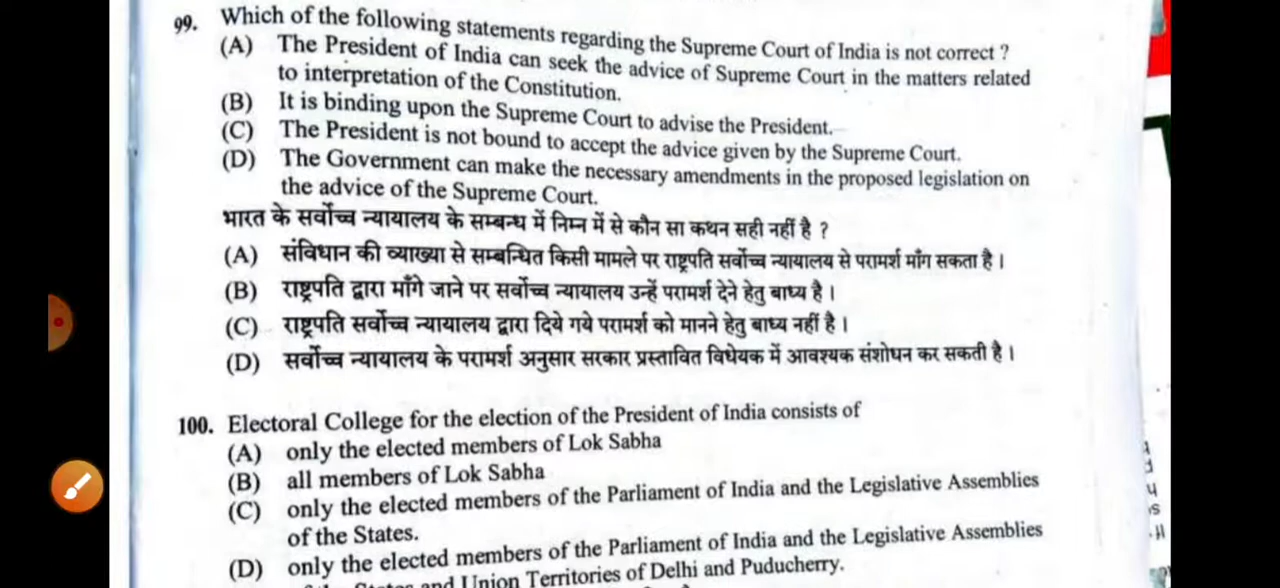 99. Which of the following statements regarding the Supreme Court of India is not correct ?
(A) The President of India can seek the advice of Supreme Court in the matters related
to interpretation of the Constitution.
(B) It is binding upon the Supreme Court to advise the President.
(C) The President is not bound to accept the advice given by the Supreme Court.
(D) The Government can make the necessary amendments in the proposed legislation on
the advice of the Supreme Court.
भारत के सर्वोच्च न्यायालय के सम्बन्ध में निम्न में से कौन सा कथन सही नहीं है ?
(A) संविधान की व्याख्या से सम्बन्धित किसी मामले पर राष्ट्रपति सर्वोच्च न्यायालय से परामर्श माँग सकता है ।
(B) राष्ट्रपति द्वारा माँगे जाने पर सर्वोच्च न्यायालय उन्हें परामर्श देने हेतु बाध्य है ।
(C) राष्ट्रपति सर्वोच्च न्यायालय द्वारा दिये गये परामर्श को मानने हेतु बाध्य नहीं है ।
(D) सर्वोच्च न्यायालय के परामर्श अनुसार सरकार प्रस्तावित विधेयक में आवश्यक संशोधन कर सकती है ।
100. Electoral College for the election of the President of India consists of
(A) only the elected members of Lok Sabha
(B) all members of Lok Sabha
(C) only the elected members of the Parliament of India and the Legislative Assemblies
of the States.
(D) only the elected members of the Parliament of India and the Legislative Assemblies
and Union Territories of Delhi and Puducherry.